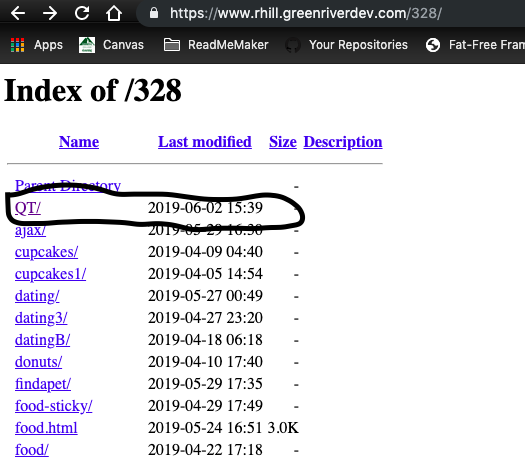 https://www.rhill.greenriverdev.com/328/
Apps Canvas ReadMeMaker Your Repositories Fat-Free Fram
Index of /328
Name Last modified Size Description
Parent Directory -
QT/ 2019-06-02 15:39 -
ajax/ 2019-05-29 16:30 -
cupcakes/ 2019-04-09 04:40 -
cupcakes1/ 2019-04-05 14:54 -
dating/ 2019-05-27 00:49 -
dating3/ 2019-04-27 23:20 -
datingB/ 2019-04-18 06:18 -
donuts/ 2019-04-10 17:40 -
findapet/ 2019-05-29 17:35 -
food-sticky/ 2019-04-29 17:49 -
food.html 2019-05-24 16:51 3.0K
food/ 2019-04-22 17:18 -